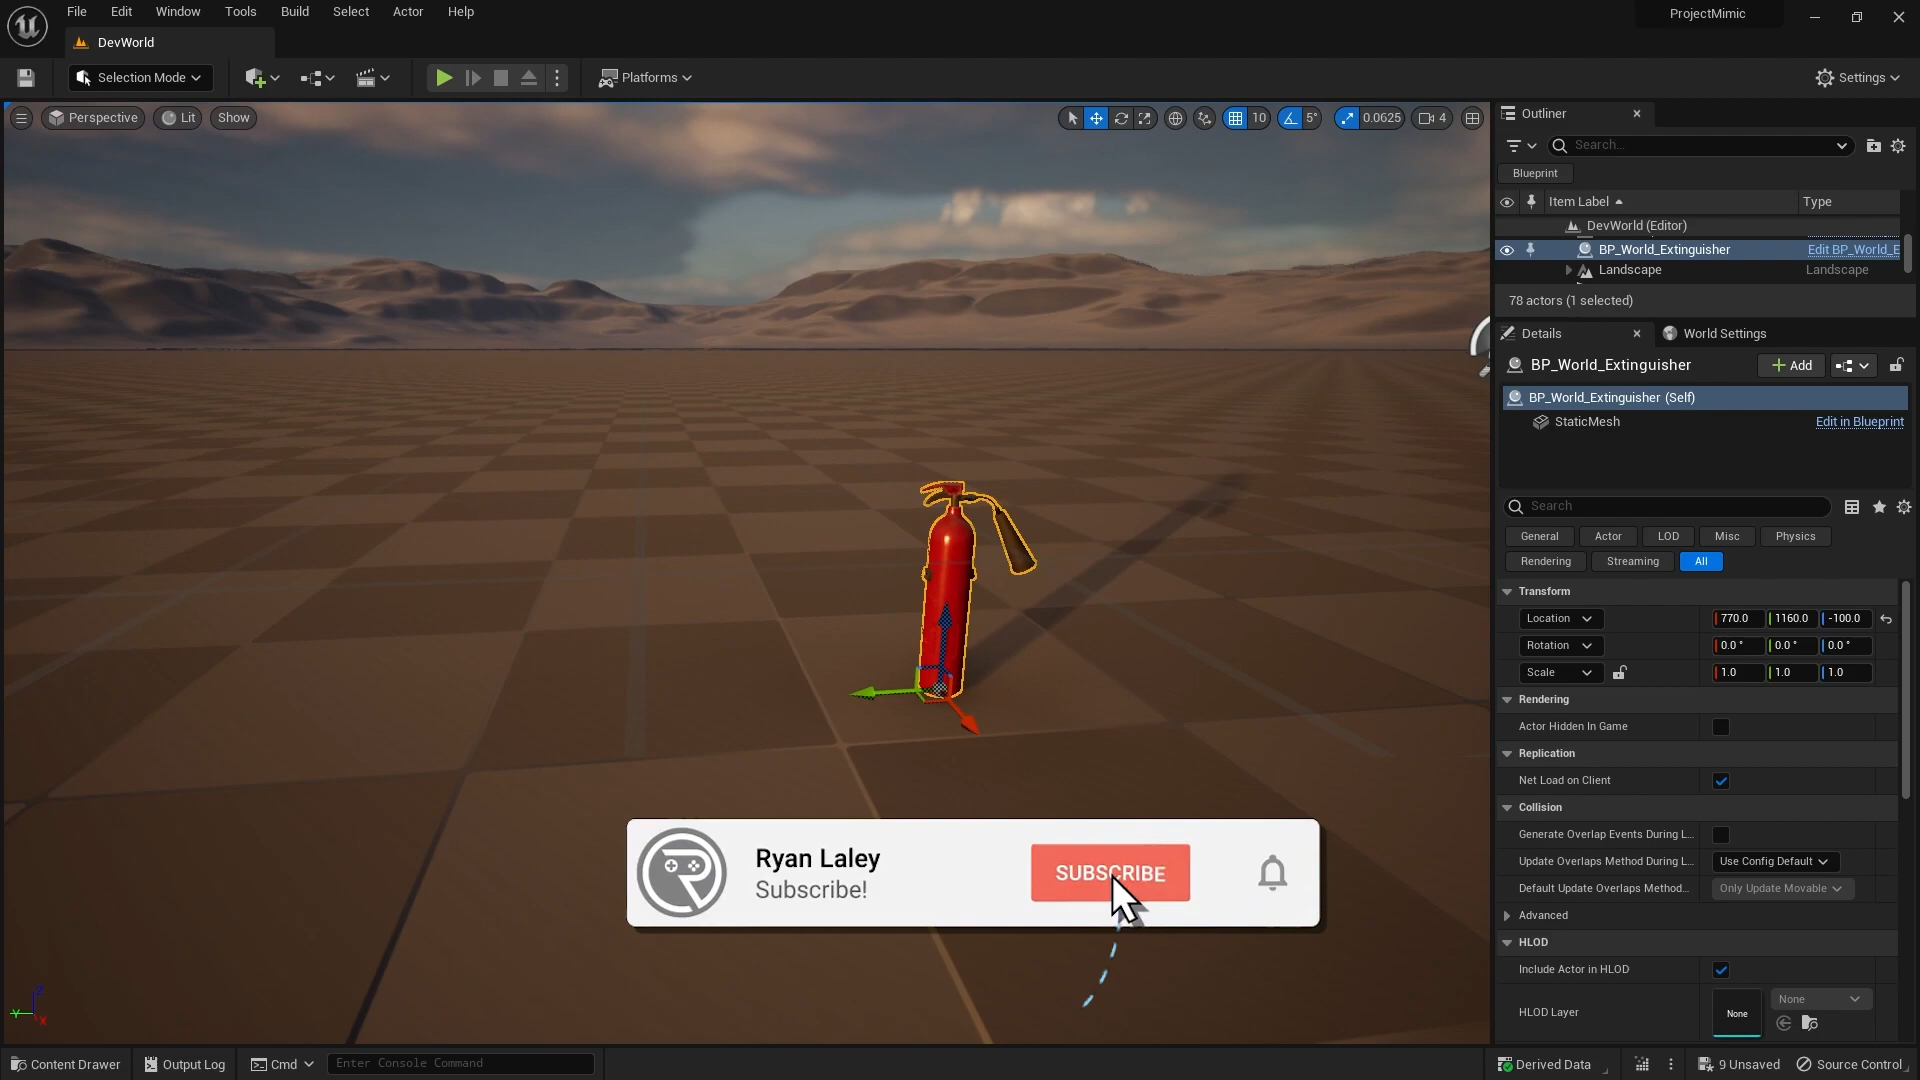 File Edit Window Tools Build Select Actor Help
ProjectMimic
DevWorld
Selection Mode
Platforms
Settings
Perspective Lit Show
10 5° 0.0625 4
Outliner
Search...
Blueprint
Item Label Type
DevWorld (Editor)
BP_World_Extinguisher Edit BP_World_E
Landscape Landscape
78 actors (1 selected)
Details World Settings
BP_World_Extinguisher Add
BP_World_Extinguisher (Self)
StaticMesh Edit in Blueprint
Search
General Actor LOD Misc Physics
Rendering Streaming All
Transform
Location 770.0 1160.0 -100.0
Rotation 0.0 ° 0.0 ° 0.0 °
Scale 1.0 1.0 1.0
Rendering
Actor Hidden In Game
Replication
Net Load on Client
Collision
Generate Overlap Events During L...
Update Overlaps Method During L... Use Config Default
Default Update Overlaps Method... Only Update Movable
Advanced
HLOD
Include Actor in HLOD
HLOD Layer None None
Ryan Laley
Subscribe!
SUBSCRIBE
Z
Y
X
Content Drawer Output Log Cmd Enter Console Command
Derived Data 9 Unsaved Source Control